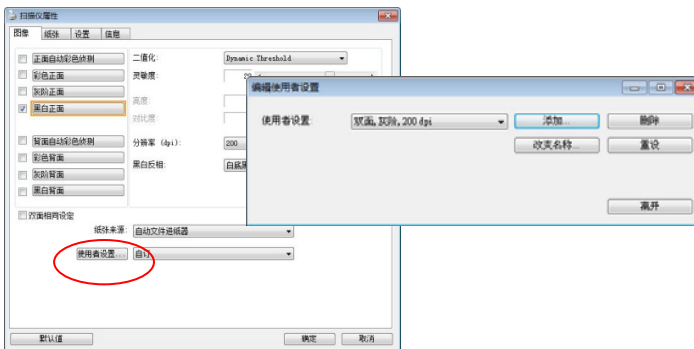 扫描仪属性
图像 纸张 设置 信息
正面自动彩色侦测
彩色正面
灰阶正面
黑白正面
背面自动彩色侦测
彩色背面
灰阶背面
黑白背面
二值化: Dynamic Threshold
灵敏度: 20
亮度:
对比度:
分辨率 (dpi): 200
黑白反相: 白底黑
双面相同设定
纸张来源: 自动文件进纸器
使用者设置... 自订
默认值 确定 取消
编辑使用者设置
使用者设置: 双面,灰阶,200 dpi 添加... 删除
改变名称... 重设
离开